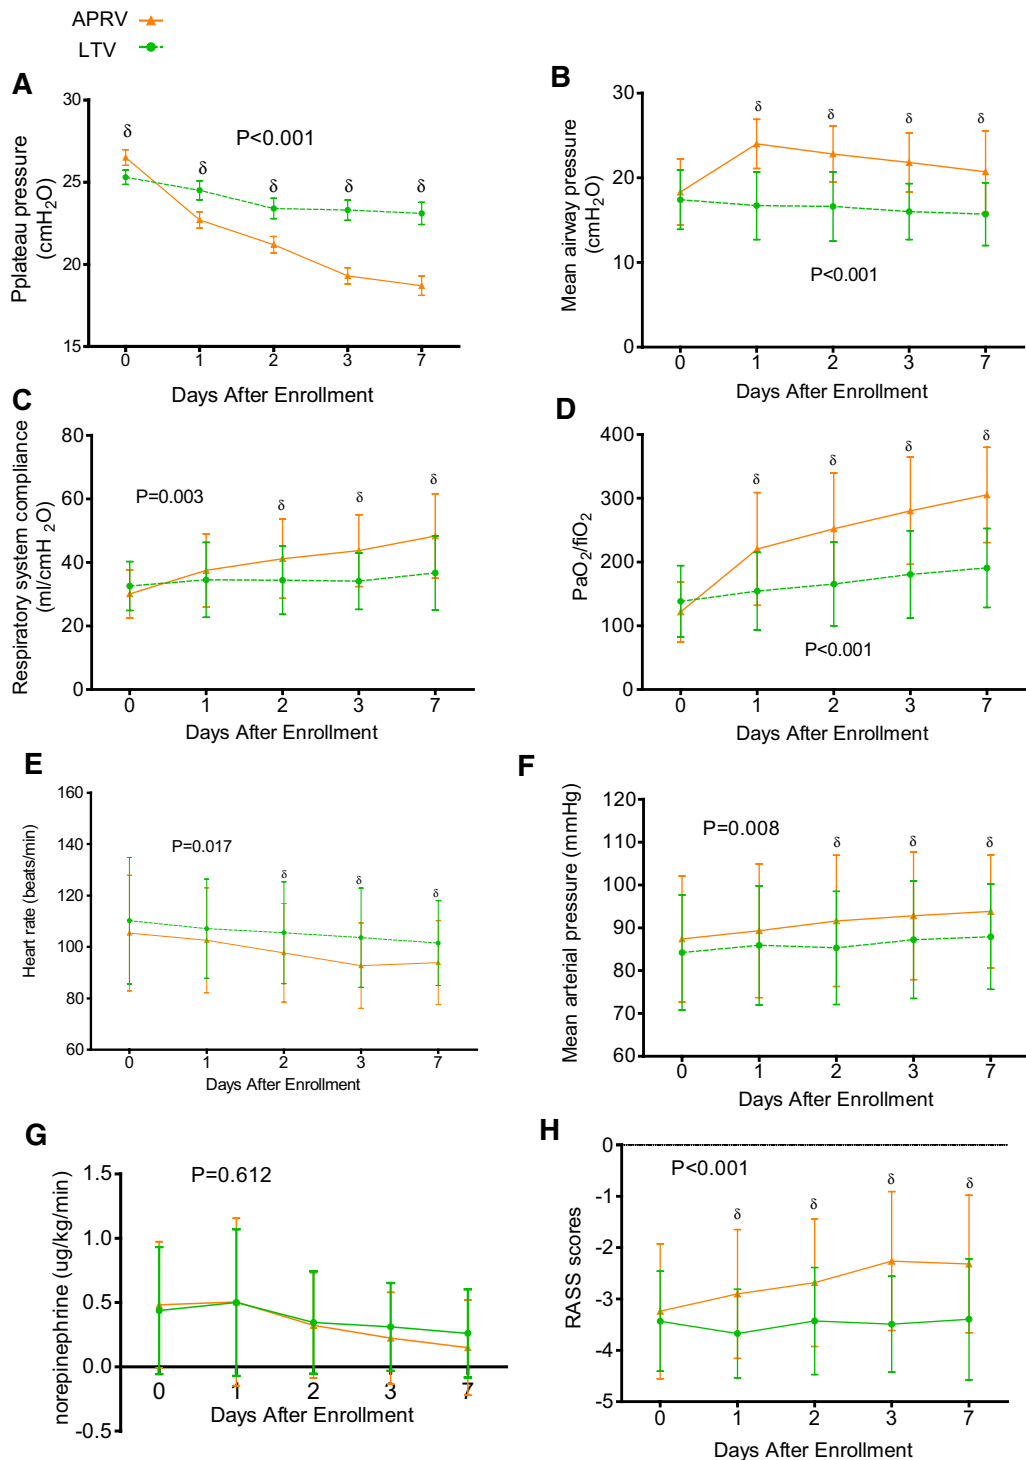 APRV
LTV
A
Pplateau pressure
(cmH2O)
30
25
20
15
δ δ δ δ δ
P<0.001
0 1 2 3 7
Days After Enrollment
B
Mean airway pressure
(cmH2O)
30
20
10
0
δ δ δ δ
P<0.001
0 1 2 3 7
Days After Enrollment
C
Respiratory system compliance
(ml/cmH 2O)
80
60
40
20
0
P=0.003
δ δ δ
0 1 2 3 7
Days After Enrollment
D
PaO2/fiO2
400
300
200
100
0
δ δ δ δ
P<0.001
0 1 2 3 7
Days After Enrollment
E
Heart rate (beats/min)
160
140
120
100
80
60
P=0.017
δ δ δ
0 1 2 3 7
Days After Enrollment
F
Mean arterial pressure (mmHg)
120
110
100
90
80
70
60
P=0.008
δ δ δ
0 1 2 3 7
Days After Enrollment
G
norepinephrine (ug/kg/min)
1.5
1.0
0.5
0.0
-0.5
P=0.612
0 1 2 3 7
Days After Enrollment
H
RASS scores
0
-1
-2
-3
-4
-5
P<0.001
δ δ δ δ
0 1 2 3 7
Days After Enrollment